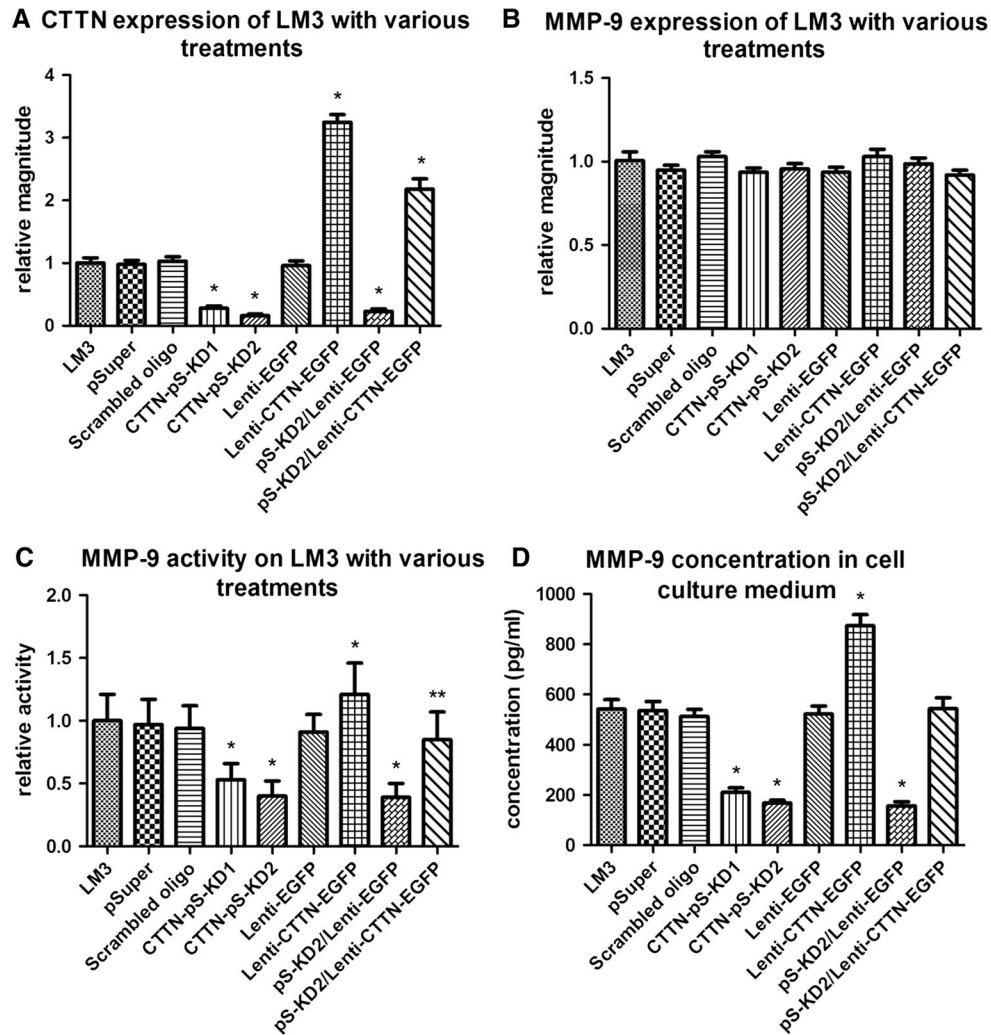 A CTTN expression of LM3 with various
treatments
relative magnitude
4
3
2
1
0
*
*
*
*
*
LM3
pSuper
Scrambled oligo
CTTN-pS-KD1
CTTN-pS-KD2
Lenti-EGFP
Lenti-CTTN-EGFP
pS-KD2/Lenti-EGFP
pS-KD2/Lenti-CTTN-EGFP
B MMP-9 expression of LM3 with various
treatments
relative magnitude
1.5
1.0
0.5
0.0
LM3
pSuper
Scrambled oligo
CTTN-pS-KD1
CTTN-pS-KD2
Lenti-EGFP
Lenti-CTTN-EGFP
pS-KD2/Lenti-EGFP
pS-KD2/Lenti-CTTN-EGFP
C MMP-9 activity on LM3 with various
treatments
relative activity
2.0
1.5
1.0
0.5
0.0
*
*
*
*
**
LM3
pSuper
Scrambled oligo
CTTN-pS-KD1
CTTN-pS-KD2
Lenti-EGFP
Lenti-CTTN-EGFP
pS-KD2/Lenti-EGFP
pS-KD2/Lenti-CTTN-EGFP
D MMP-9 concentration in cell
culture medium
concentration (pg/ml)
1000
800
600
400
200
0
*
*
*
*
LM3
pSuper
Scrambled oligo
CTTN-pS-KD1
CTTN-pS-KD2
Lenti-EGFP
Lenti-CTTN-EGFP
pS-KD2/Lenti-EGFP
pS-KD2/Lenti-CTTN-EGFP